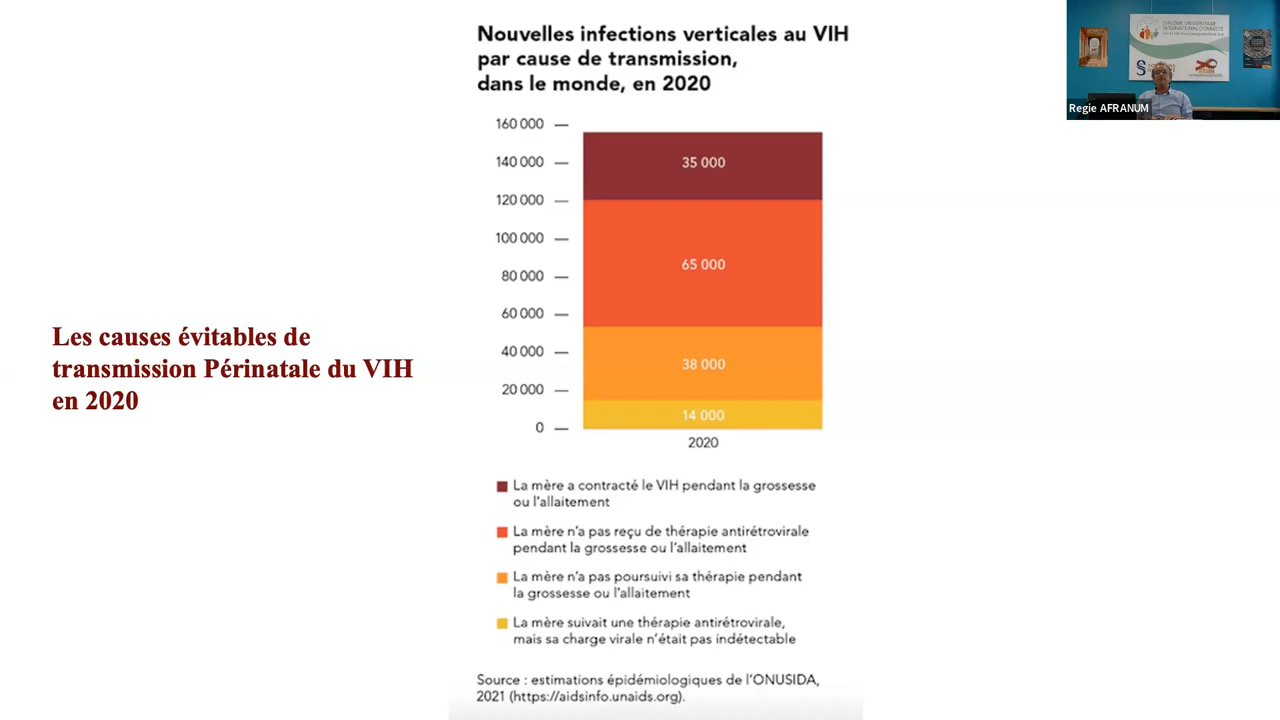 Nouvelles infections verticales au VIH
par cause de transmission,
dans le monde, en 2020
160 000
140 000
120 000
100 000
80 000
60 000
40 000
20 000
0
35 000
65 000
38 000
14 000
2020
La mère a contracté le VIH pendant la grossesse
ou l'allaitement
La mère n'a pas reçu de thérapie antirétrovirale
pendant la grossesse ou l'allaitement
La mère n'a pas poursuivi sa thérapie pendant
la grossesse ou l'allaitement
La mère suivait une thérapie antirétrovirale,
mais sa charge virale n'était pas indétectable
Source : estimations épidémiologiques de l'ONUSIDA,
2021 (https://aidsinfo.unaids.org).
Les causes évitables de
transmission Périnatale du VIH
en 2020
DIPLOME UNIVERSITAIRE
INTERNATIONAL CONNECTE
Regie AFRANUM